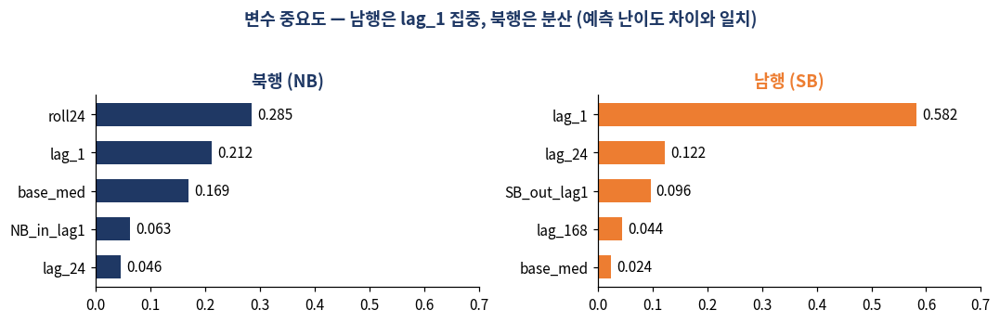 변수 중요도 — 남행은 lag_1 집중, 북행은 분산 (예측 난이도 차이와 일치)
북행 (NB)
roll24 0.285
lag_1 0.212
base_med 0.169
NB_in_lag1 0.063
lag_24 0.046
0.0 0.1 0.2 0.3 0.4 0.5 0.6 0.7
남행 (SB)
lag_1 0.582
lag_24 0.122
SB_out_lag1 0.096
lag_168 0.044
base_med 0.024
0.0 0.1 0.2 0.3 0.4 0.5 0.6 0.7